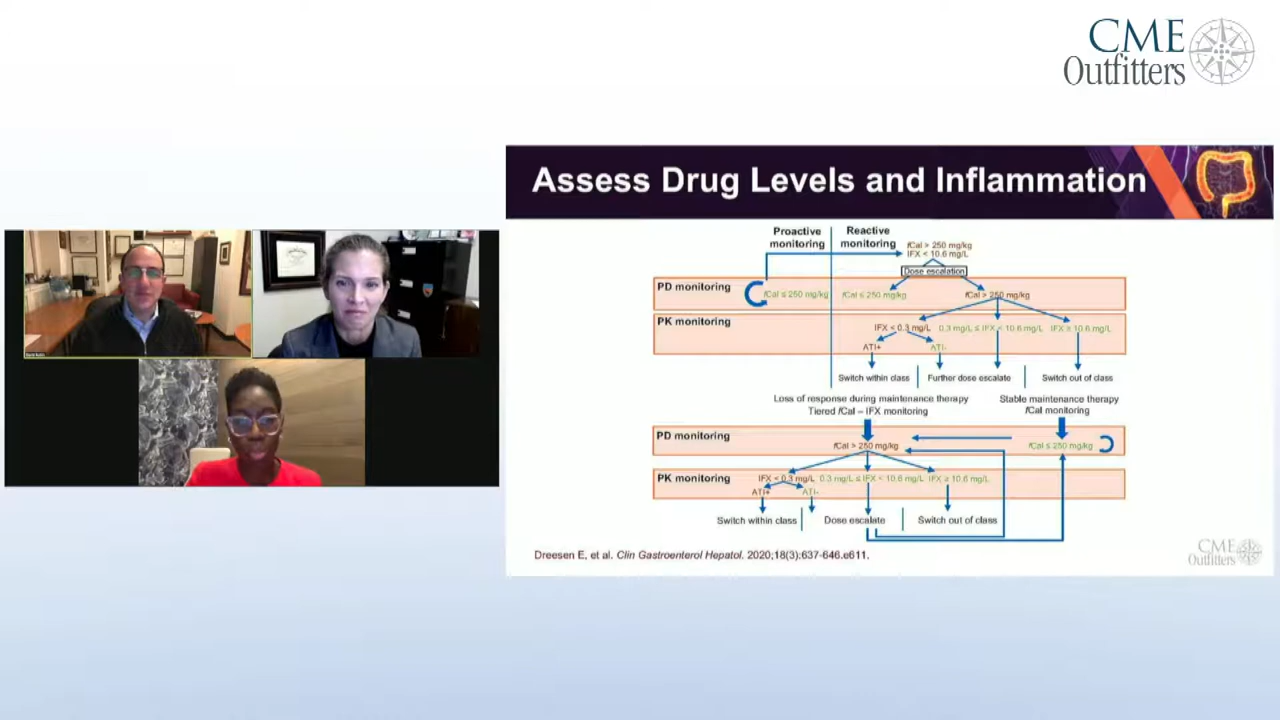 CME
Outfitters
Assess Drug Levels and Inflammation
Proactive
monitoring
Reactive
monitoring
fCal > 250 mg/kg
IFX < 10.6 mg/L
Dose escalation
PD monitoring
fCal ≤ 250 mg/kg
fCal ≤ 250 mg/kg
fCal > 250 mg/kg
PK monitoring
IFX < 0.3 mg/L
0.3 mg/L ≤ IFX < 10.6 mg/L
IFX ≥ 10.6 mg/L
ATI+
ATI-
Switch within class
Further dose escalate
Switch out of class
Loss of response during maintenance therapy
Tiered fCal – IFX monitoring
Stable maintenance therapy
fCal monitoring
PD monitoring
fCal > 250 mg/kg
fCal ≤ 250 mg/kg
PK monitoring
IFX < 0.3 mg/L
0.3 mg/L ≤ IFX < 10.6 mg/L
IFX ≥ 10.6 mg/L
ATI+
ATI-
Switch within class
Dose escalate
Switch out of class
Dreesen E, et al. Clin Gastroenterol Hepatol. 2020;18(3):637-646.e611.
CME
Outfitters